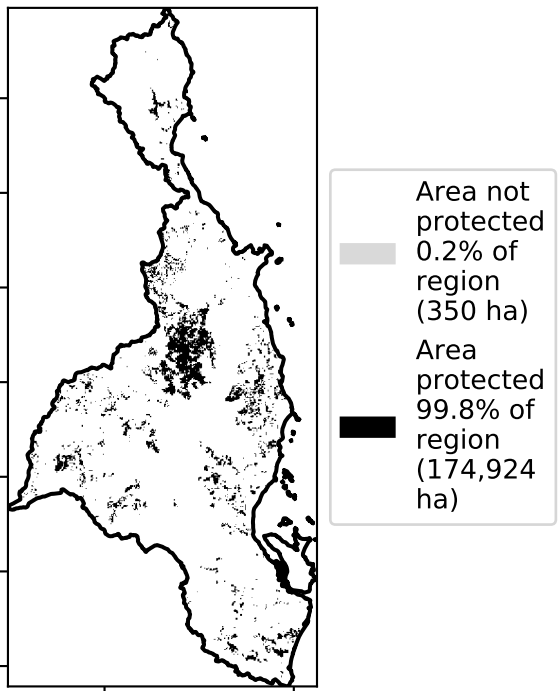 Area not
protected
0.2% of
region
(350 ha)
Area
protected
99.8% of
region
(174,924
ha)